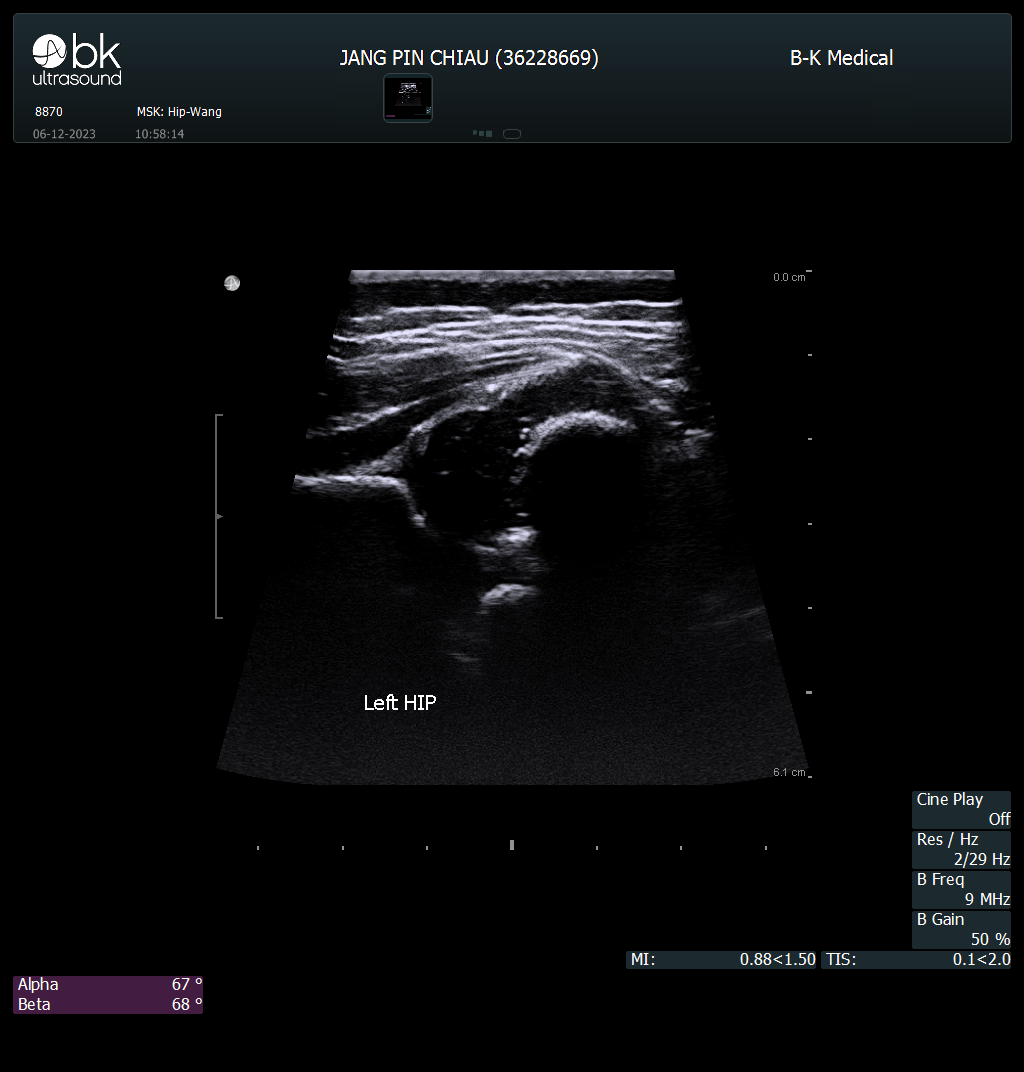 bk
ultrasound
JANG PIN CHIAU (36228669)
B-K Medical
8870
MSK: Hip-Wang
06-12-2023
10:58:14
0.0 cm
Left HIP
6.1 cm
Cine Play
Off
Res / Hz
2/29 Hz
B Freq
9 MHz
B Gain
50 %
MI: 0.88<1.50
TIS: 0.1<2.0
Alpha 67 °
Beta 68 °